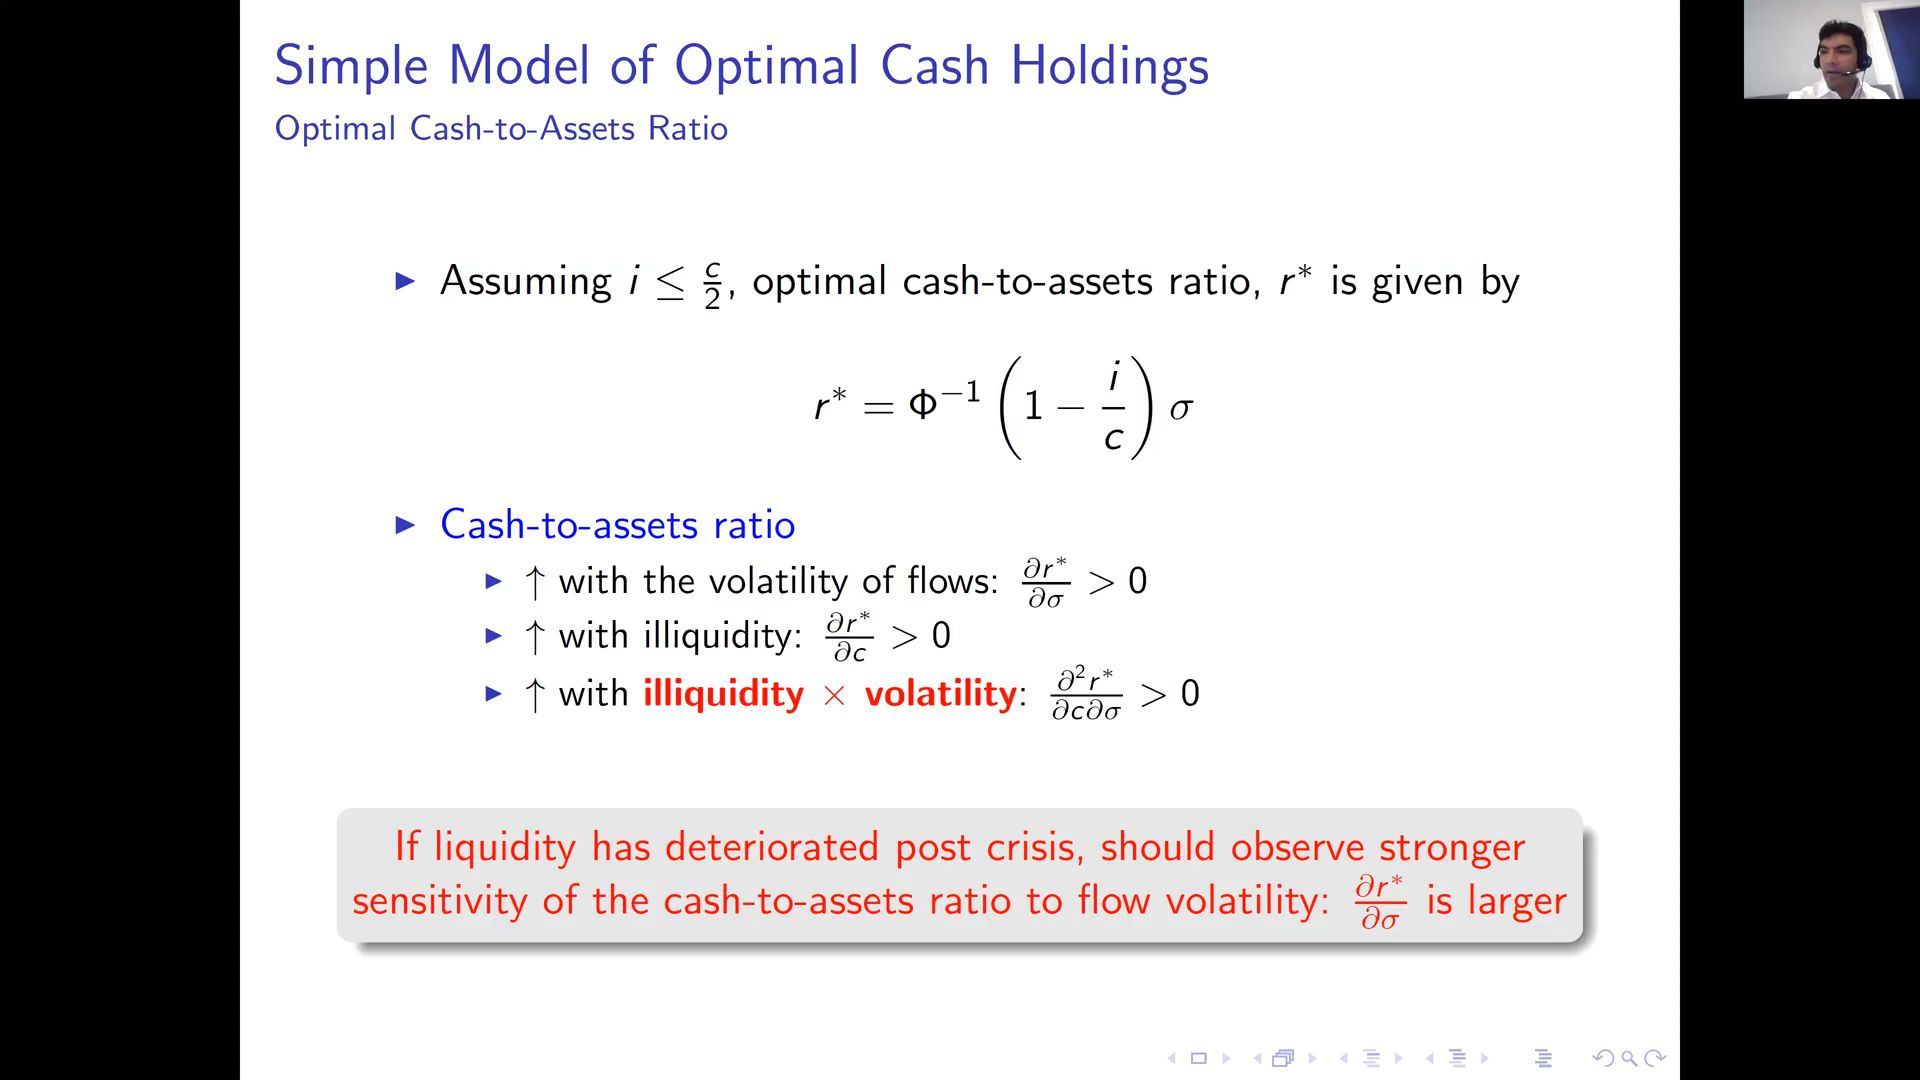 Simple Model of Optimal Cash Holdings
Optimal Cash-to-Assets Ratio
▶ Assuming i ≤ c/2, optimal cash-to-assets ratio, r* is given by
r* = Φ⁻¹ (1 − i/c) σ
▶ Cash-to-assets ratio
▶ ↑ with the volatility of flows: ∂r*/∂σ > 0
▶ ↑ with illiquidity: ∂r*/∂c > 0
▶ ↑ with illiquidity × volatility: ∂²r*/∂c∂σ > 0
If liquidity has deteriorated post crisis, should observe stronger
sensitivity of the cash-to-assets ratio to flow volatility: ∂r*/∂σ is larger